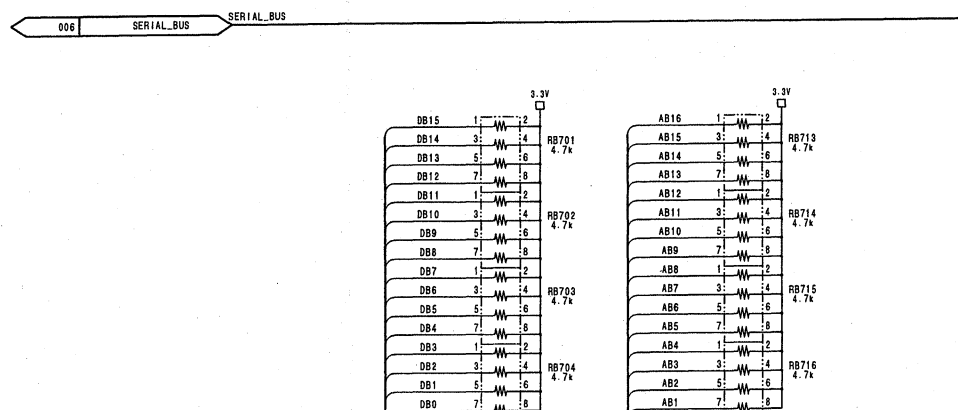 SERIAL_BUS
006 SERIAL_BUS
3.3V 3.3V
DB15 1 2 AB16 1 2
DB14 3 4 RB701 AB15 3 4 RB713
4.7k 4.7k
DB13 5 6 AB14 5 6
DB12 7 8 AB13 7 8
DB11 1 2 AB12 1 2
DB10 3 4 RB702 AB11 3 4 RB714
4.7k 4.7k
DB9 5 6 AB10 5 6
DB8 7 8 AB9 7 8
DB7 1 2 AB8 1 2
DB6 3 4 RB703 AB7 3 4 RB715
4.7k 4.7k
DB5 5 6 AB6 5 6
DB4 7 8 AB5 7 8
DB3 1 2 AB4 1 2
DB2 3 4 RB704 AB3 3 4 RB716
4.7k 4.7k
DB1 5 6 AB2 5 6
DB0 7 8 AB1 7 8